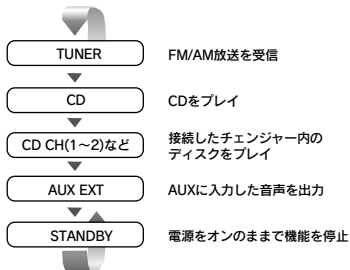 TUNER
FM/AM放送を受信
CD
CDをプレイ
CD CH(1～2)など
接続したチェンジャー内の
ディスクをプレイ
AUX EXT
AUXに入力した音声を出力
STANDBY
電源をオンのままで機能を停止